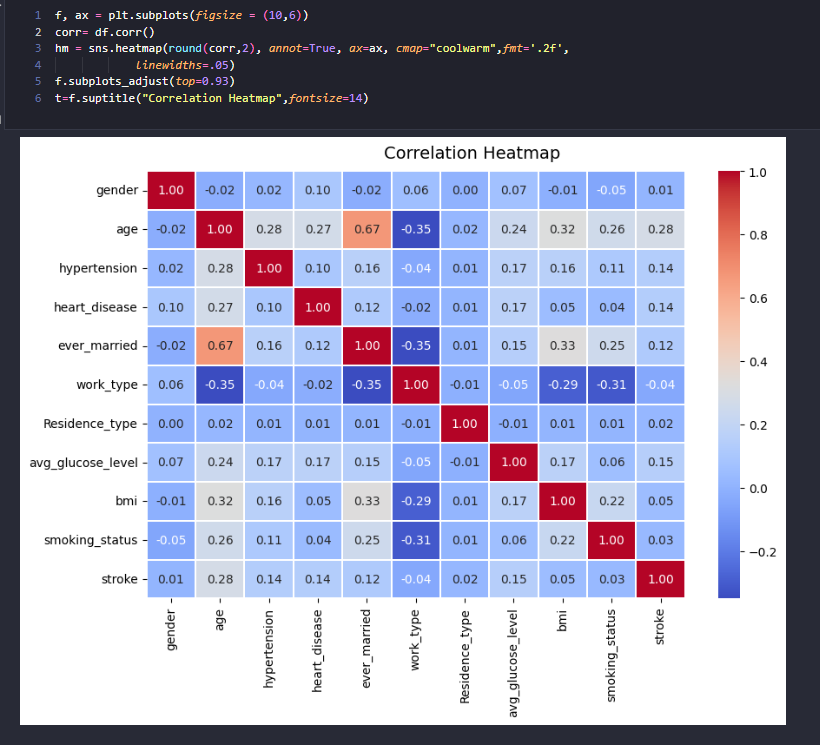 1 f, ax = plt.subplots(figsize = (10,6))
2 corr= df.corr()
3 hm = sns.heatmap(round(corr,2), annot=True, ax=ax, cmap="coolwarm",fmt='.2f',
4 linewidths=.05)
5 f.subplots_adjust(top=0.93)
6 t=f.suptitle("Correlation Heatmap",fontsize=14)
Correlation Heatmap
gender 1.00 -0.02 0.02 0.10 -0.02 0.06 0.00 0.07 -0.01 -0.05 0.01
age -0.02 1.00 0.28 0.27 0.67 -0.35 0.02 0.24 0.32 0.26 0.28
hypertension 0.02 0.28 1.00 0.10 0.16 -0.04 0.01 0.17 0.16 0.11 0.14
heart_disease 0.10 0.27 0.10 1.00 0.12 -0.02 0.01 0.17 0.05 0.04 0.14
ever_married -0.02 0.67 0.16 0.12 1.00 -0.35 0.01 0.15 0.33 0.25 0.12
work_type 0.06 -0.35 -0.04 -0.02 -0.35 1.00 -0.01 -0.05 -0.29 -0.31 -0.04
Residence_type 0.00 0.02 0.01 0.01 0.01 -0.01 1.00 -0.01 0.01 0.01 0.02
avg_glucose_level 0.07 0.24 0.17 0.17 0.15 -0.05 -0.01 1.00 0.17 0.06 0.15
bmi -0.01 0.32 0.16 0.05 0.33 -0.29 0.01 0.17 1.00 0.22 0.05
smoking_status -0.05 0.26 0.11 0.04 0.25 -0.31 0.01 0.06 0.22 1.00 0.03
stroke 0.01 0.28 0.14 0.14 0.12 -0.04 0.02 0.15 0.05 0.03 1.00
gender
age
hypertension
heart_disease
ever_married
work_type
Residence_type
avg_glucose_level
bmi
smoking_status
stroke
1.0
0.8
0.6
0.4
0.2
0.0
−0.2